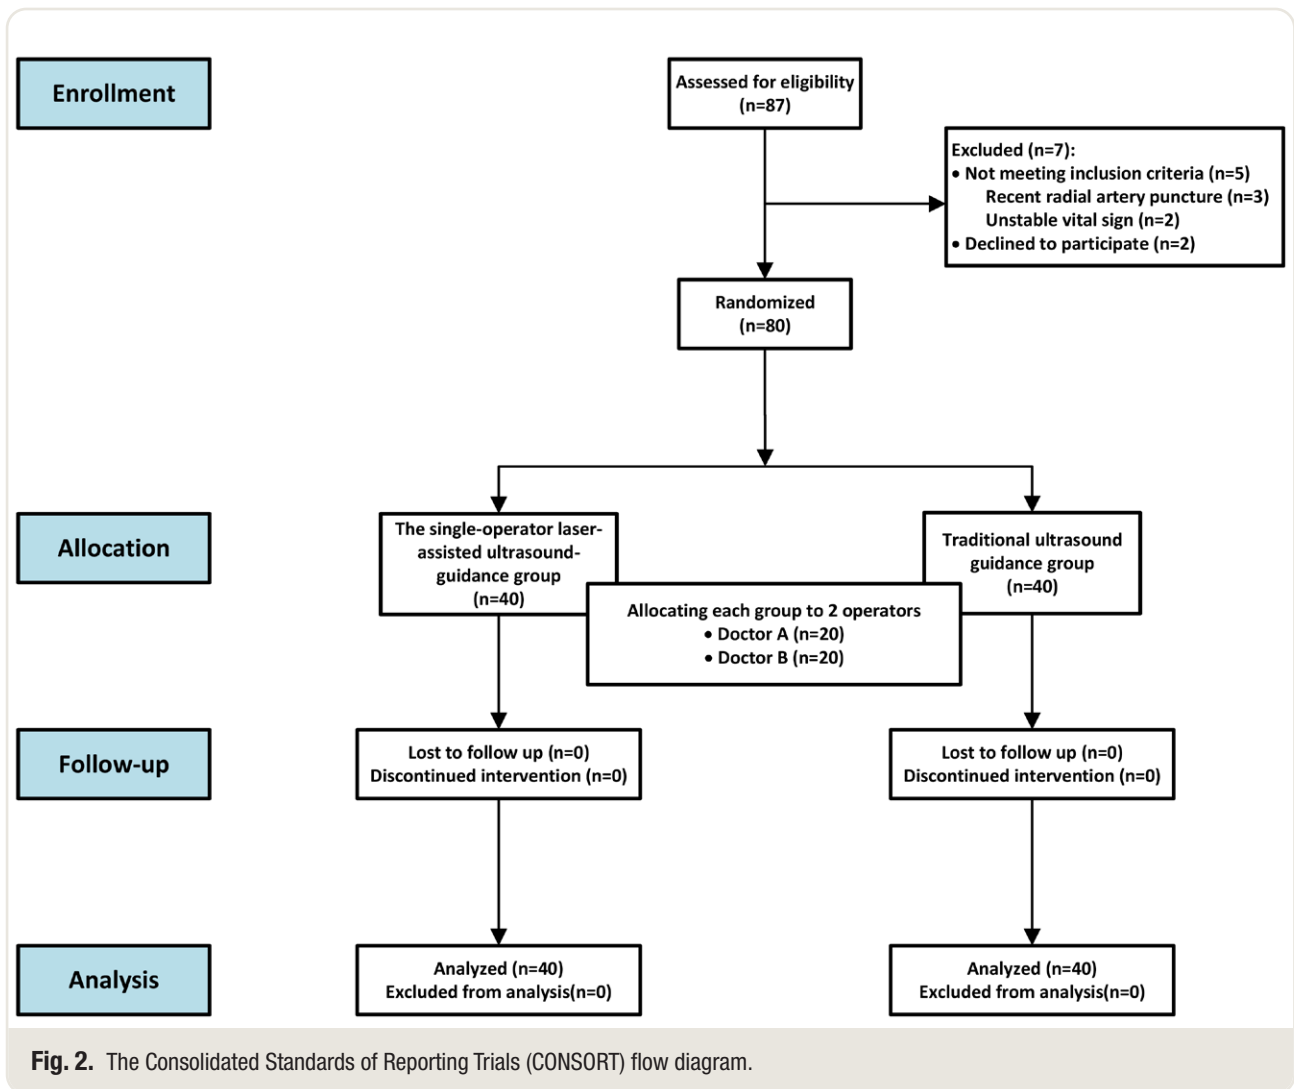 Enrollment
Assessed for eligibility
(n=87)
Excluded (n=7):
• Not meeting inclusion criteria (n=5)
Recent radial artery puncture (n=3)
Unstable vital sign (n=2)
• Declined to participate (n=2)
Randomized
(n=80)
Allocation
The single-operator laser-
assisted ultrasound-
guidance group
(n=40)
Traditional ultrasound
guidance group
(n=40)
Allocating each group to 2 operators
• Doctor A (n=20)
• Doctor B (n=20)
Follow-up
Lost to follow up (n=0)
Discontinued intervention (n=0)
Lost to follow up (n=0)
Discontinued intervention (n=0)
Analysis
Analyzed (n=40)
Excluded from analysis(n=0)
Analyzed (n=40)
Excluded from analysis(n=0)
Fig. 2. The Consolidated Standards of Reporting Trials (CONSORT) flow diagram.